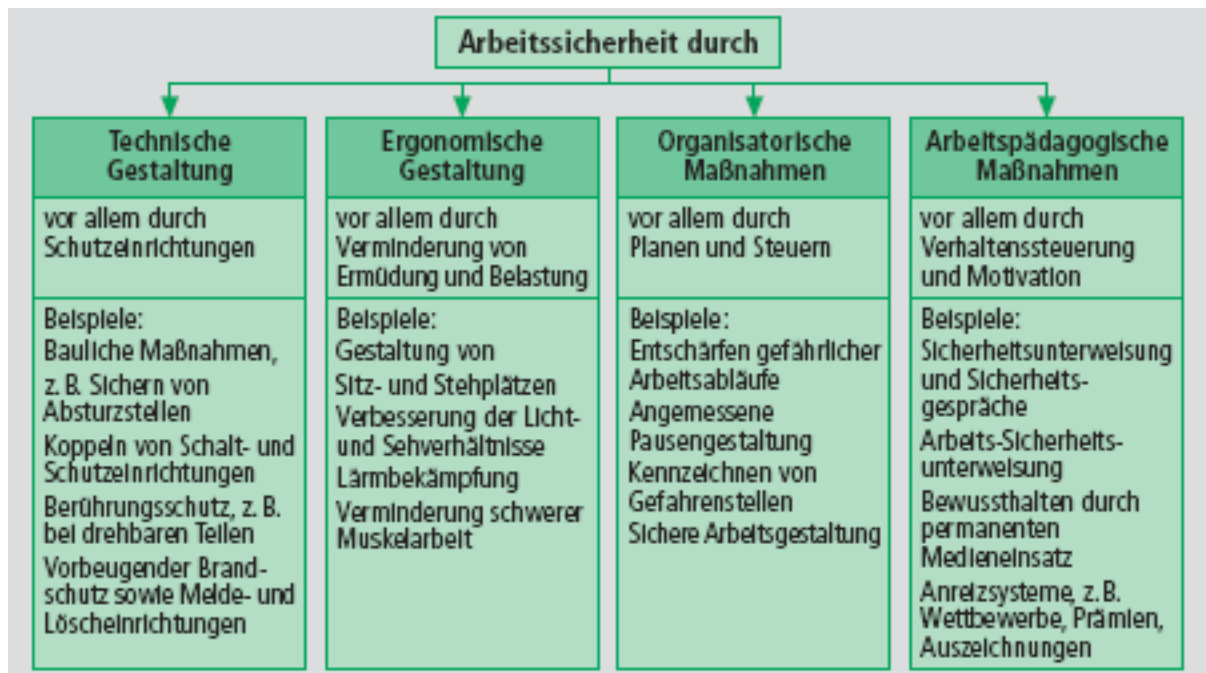 Arbeitssicherheit durch
Technische
Gestaltung
vor allem durch
Schutzeinrichtungen
Beispiele:
Bauliche Maßnahmen,
z. B. Sichern von
Absturzstellen
Koppeln von Schalt- und
Schutzeinrichtungen
Berührungsschutz, z. B.
bei drehbaren Teilen
Vorbeugender Brand-
schutz sowie Melde- und
Löscheinrichtungen
Ergonomische
Gestaltung
vor allem durch
Verminderung von
Ermüdung und Belastung
Beispiele:
Gestaltung von
Sitz- und Stehplätzen
Verbesserung der Licht-
und Sehverhältnisse
Lärmbekämpfung
Verminderung schwerer
Muskelarbeit
Organisatorische
Maßnahmen
vor allem durch
Planen und Steuern
Beispiele:
Entschärfen gefährlicher
Arbeitsabläufe
Angemessene
Pausengestaltung
Kennzeichnen von
Gefahrenstellen
Sichere Arbeitsgestaltung
Arbeitspädagogische
Maßnahmen
vor allem durch
Verhaltenssteuerung
und Motivation
Beispiele:
Sicherheitsunterweisung
und Sicherheits-
gespräche
Arbeits-Sicherheits-
unterweisung
Bewussthalten durch
permanenten
Medieneinsatz
Anreizsysteme, z. B.
Wettbewerbe, Prämien,
Auszeichnungen